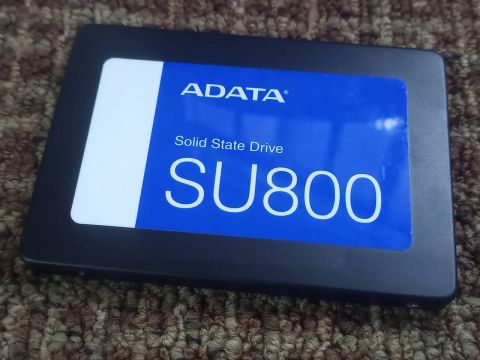 ADATA®
Solid State Drive
SU800